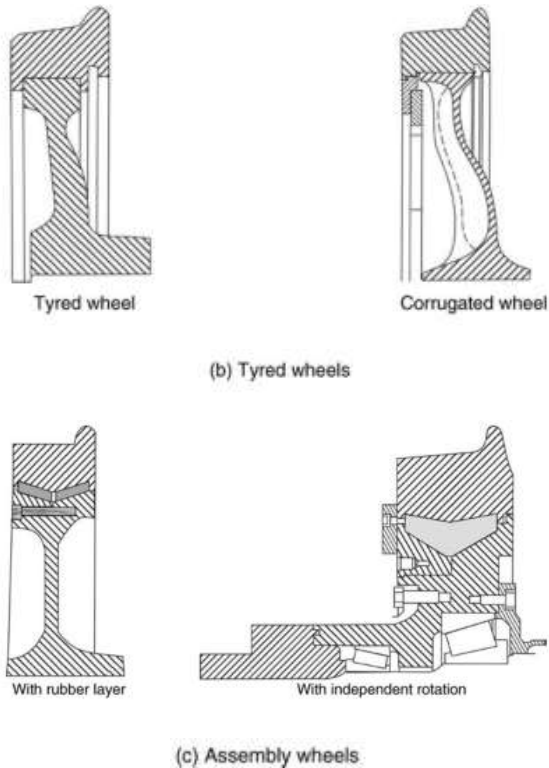 Tyred wheel
Corrugated wheel
(b) Tyred wheels
With rubber layer
With independent rotation
(c) Assembly wheels